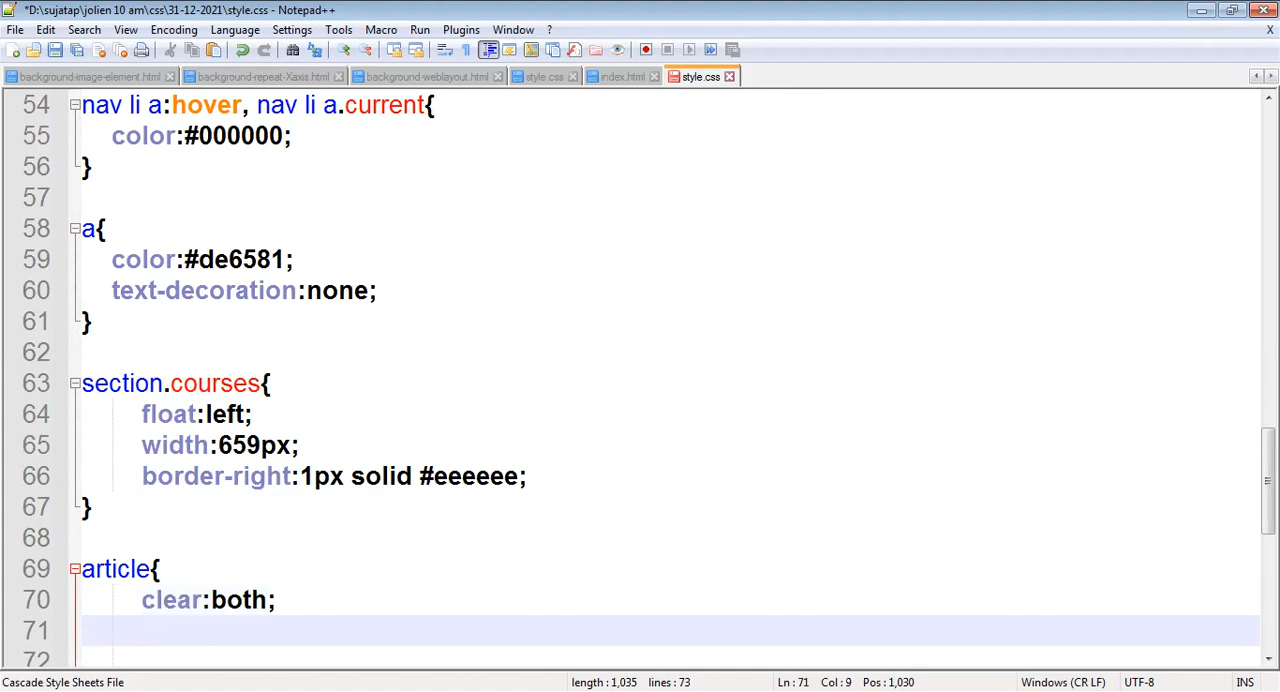 *D:\sujatap\jolien 10 am\css\31-12-2021\style.css - Notepad++
File Edit Search View Encoding Language Settings Tools Macro Run Plugins Window ? X
background-image-element.html background-repeat-Xaxis.html background-weblayout.html style.css index.html style.css
54 nav li a:hover, nav li a.current{
55 color:#000000;
56 }
57
58 a{
59 color:#de6581;
60 text-decoration:none;
61 }
62
63 section.courses{
64 float:left;
65 width:659px;
66 border-right:1px solid #eeeeee;
67 }
68
69 article{
70 clear:both;
71
72
Cascade Style Sheets File length : 1,035 lines : 73 Ln : 71 Col : 9 Pos : 1,030 Windows (CR LF) UTF-8 INS